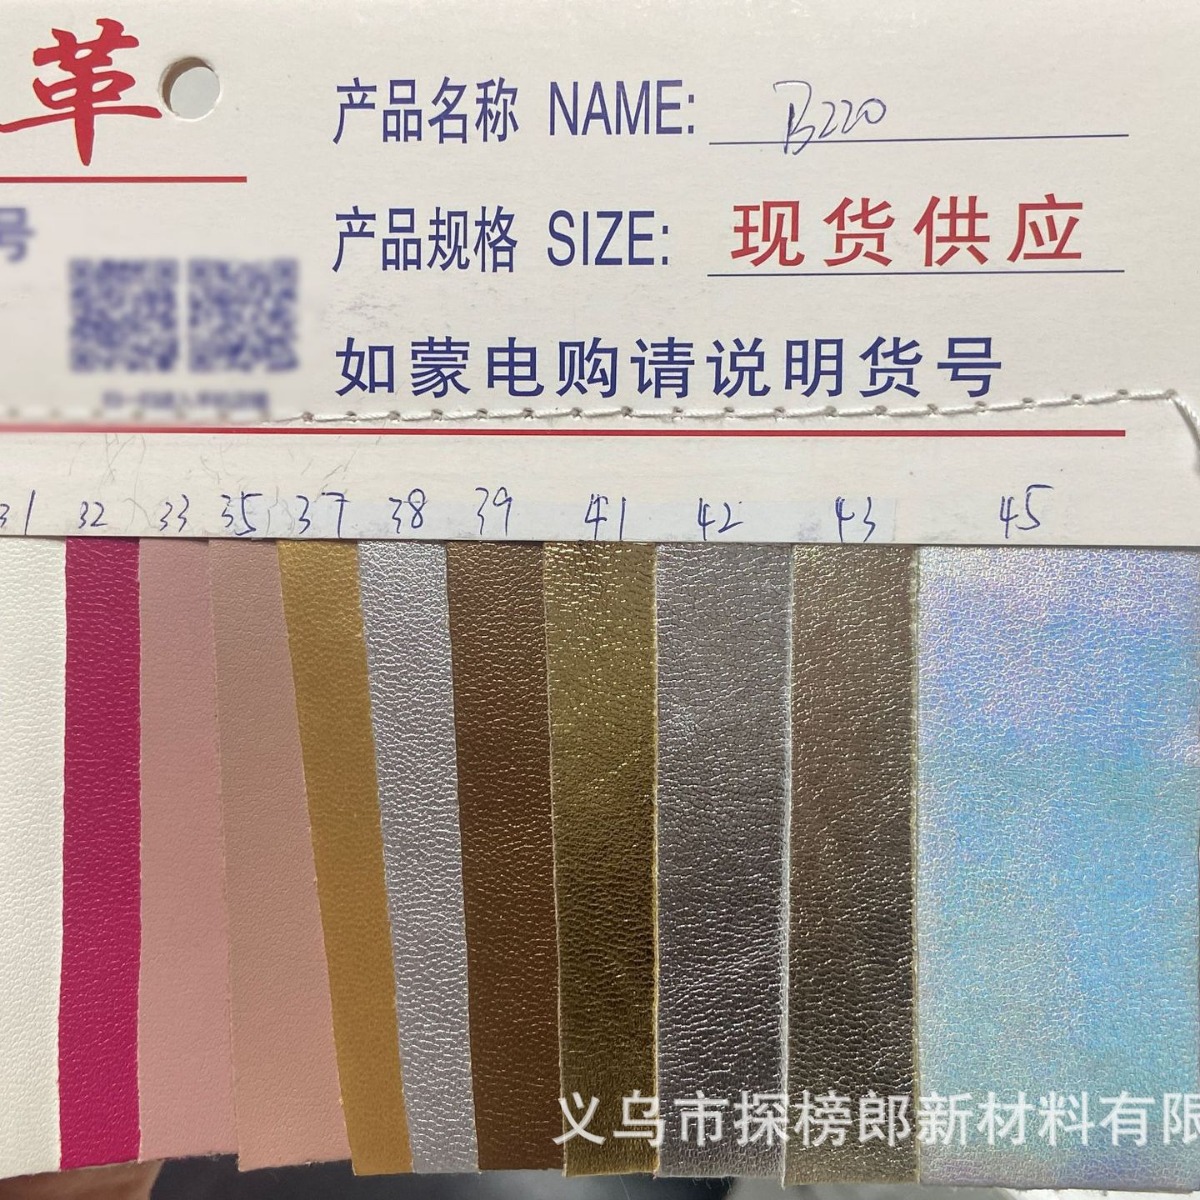 革
产品名称 NAME: B220
号
产品规格 SIZE: 现货供应
如蒙电购请说明货号
31 32 33 35 37 38 39 41 42 43 45
义乌市探榜郎新材料有限